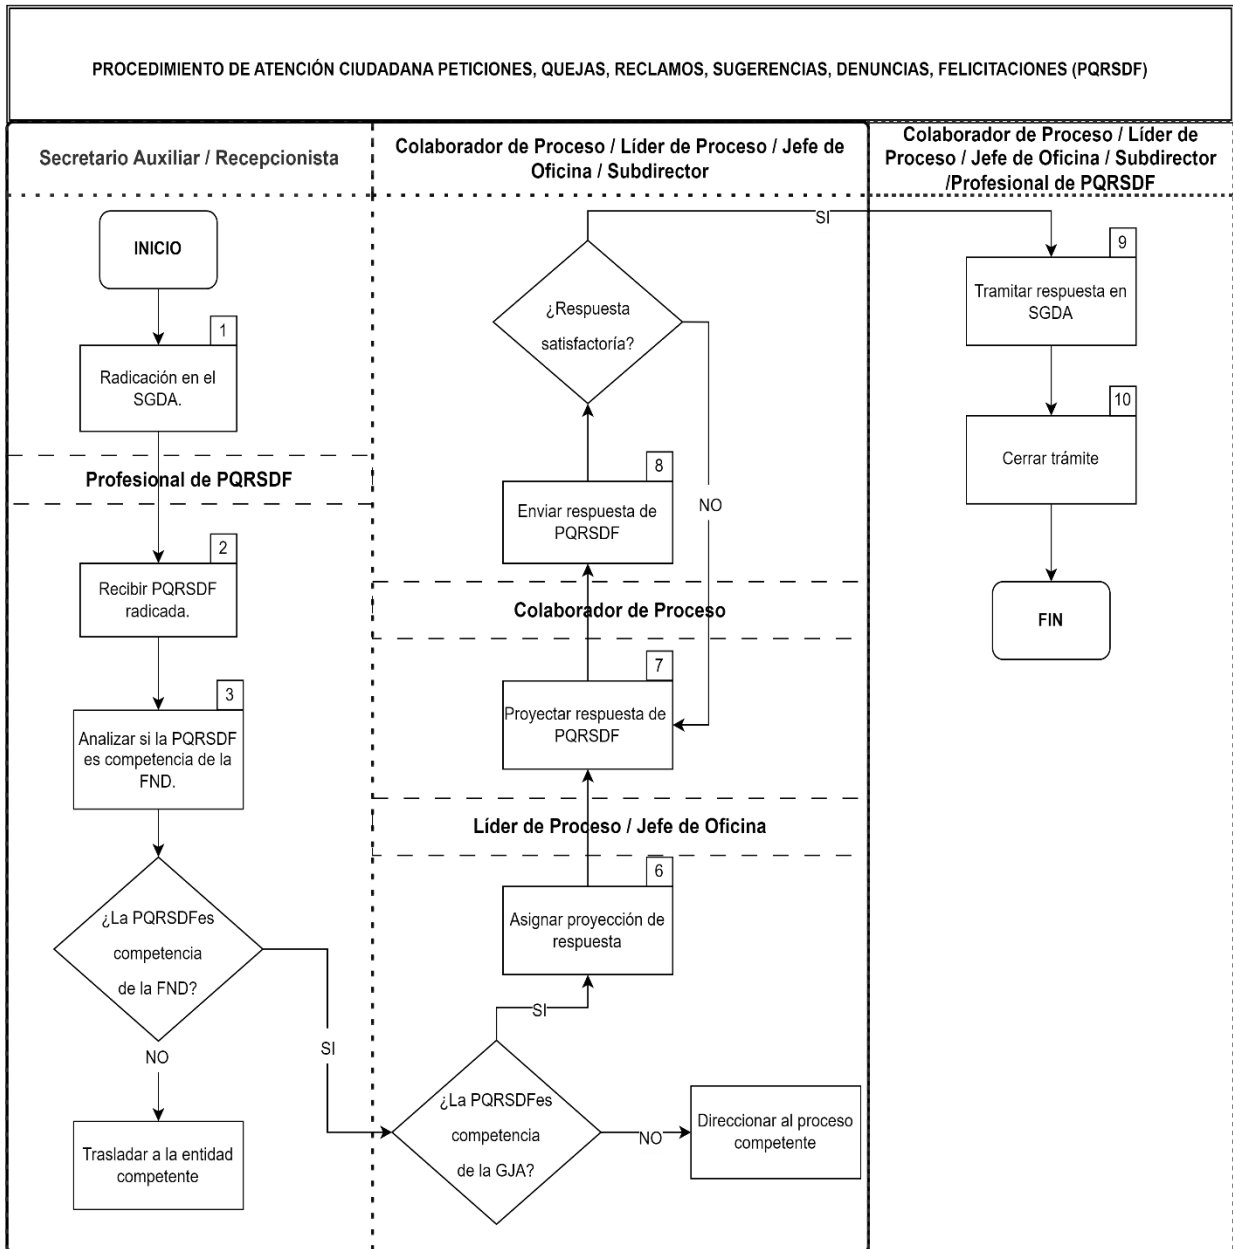 PROCEDIMIENTO DE ATENCIÓN CIUDADANA PETICIONES, QUEJAS, RECLAMOS, SUGERENCIAS, DENUNCIAS, FELICITACIONES (PQRSDF)
Secretario Auxiliar / Recepcionista
INICIO
1
Radicación en el
SGDA.
Profesional de PQRSDF
2
Recibir PQRSDF
radicada.
3
Analizar si la PQRSDF
es competencia de la
FND.
¿La PQRSDFes
competencia
de la FND?
NO
SI
Trasladar a la entidad
competente
Colaborador de Proceso / Líder de Proceso / Jefe de
Oficina / Subdirector
SI
¿Respuesta
satisfactoría?
NO
8
Enviar respuesta de
PQRSDF
Colaborador de Proceso
7
Proyectar respuesta de
PQRSDF
Líder de Proceso / Jefe de Oficina
6
Asignar proyección de
respuesta
SI
¿La PQRSDFes
competencia
de la GJA?
NO
Direccionar al proceso
competente
Colaborador de Proceso / Líder de
Proceso / Jefe de Oficina / Subdirector
/Profesional de PQRSDF
9
Tramitar respuesta en
SGDA
10
Cerrar trámite
FIN